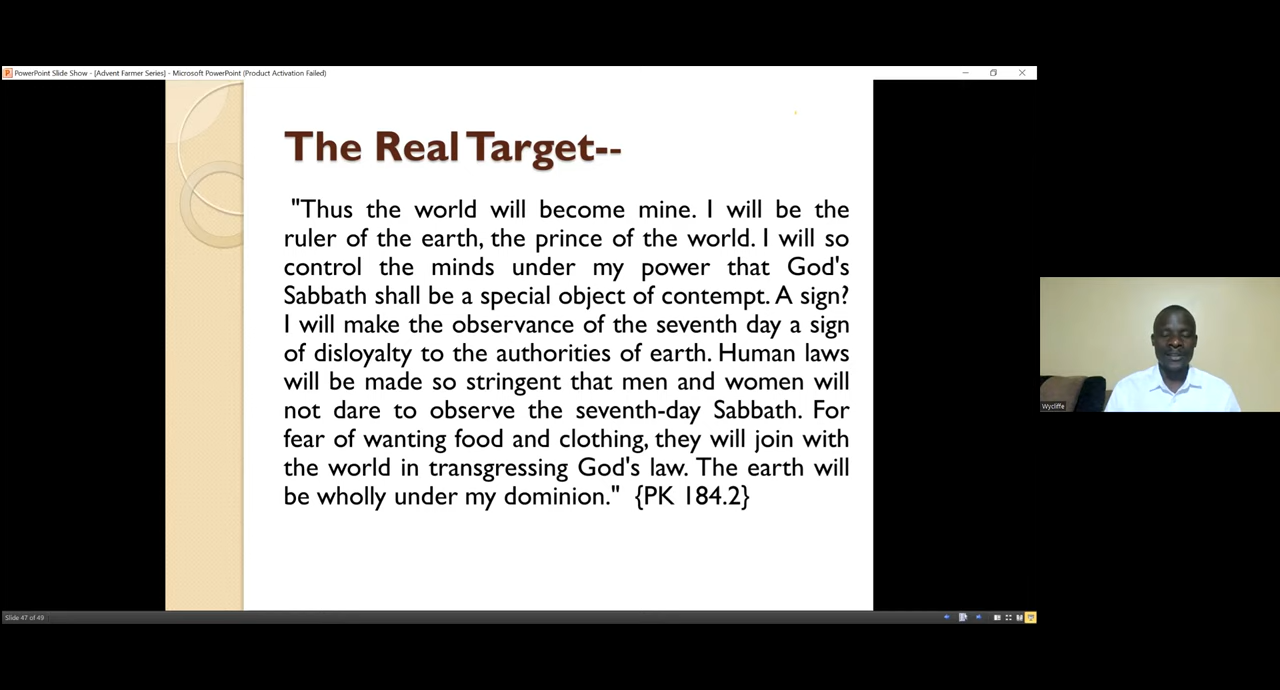 PowerPoint Slide Show - [Advent Farmer Series] - Microsoft PowerPoint (Product Activation Failed)
The Real Target--
"Thus the world will become mine. I will be the
ruler of the earth, the prince of the world. I will so
control the minds under my power that God's
Sabbath shall be a special object of contempt. A sign?
I will make the observance of the seventh day a sign
of disloyalty to the authorities of earth. Human laws
will be made so stringent that men and women will
not dare to observe the seventh-day Sabbath. For
fear of wanting food and clothing, they will join with
the world in transgressing God's law. The earth will
be wholly under my dominion." {PK 184.2}
Wycliffe
Slide 47 of 49